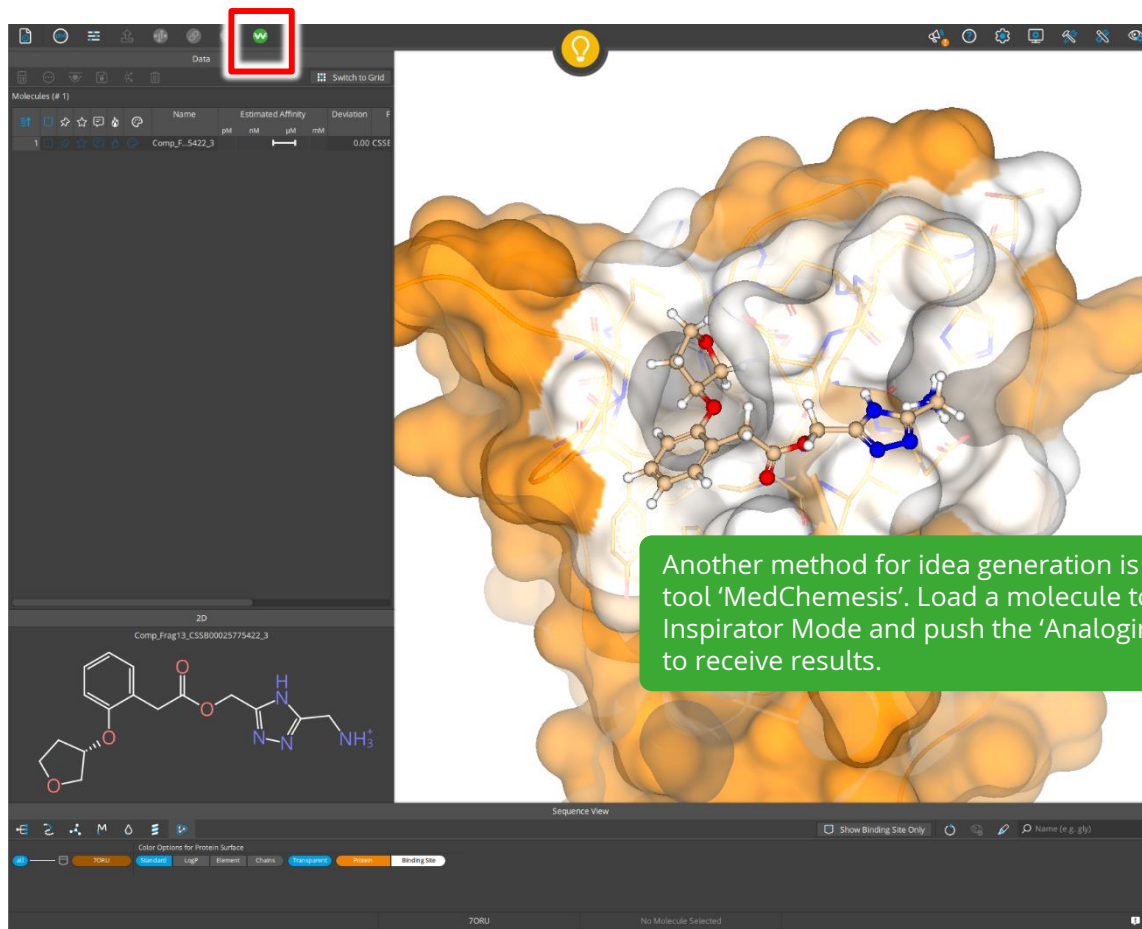 Data
Switch to Grid
Molecules (# 1)
Name Estimated Affinity Deviation F
pM nM µM mM
1 Comp_F...5422_3 0.00 CSSE
Another method for idea generation is
tool ‘MedChemesis’. Load a molecule to
Inspirator Mode and push the ‘Analogin
to receive results.
2D
Comp_Frag13_CSSB00025775422_3
O
H
N
O
O
N N
NH3+
O
Sequence View
Show Binding Site Only Name (e.g. gly)
Color Options for Protein Surface
all 7ORU Standard LogP Element Chains Transparent Protein Binding Site
7ORU No Molecule Selected